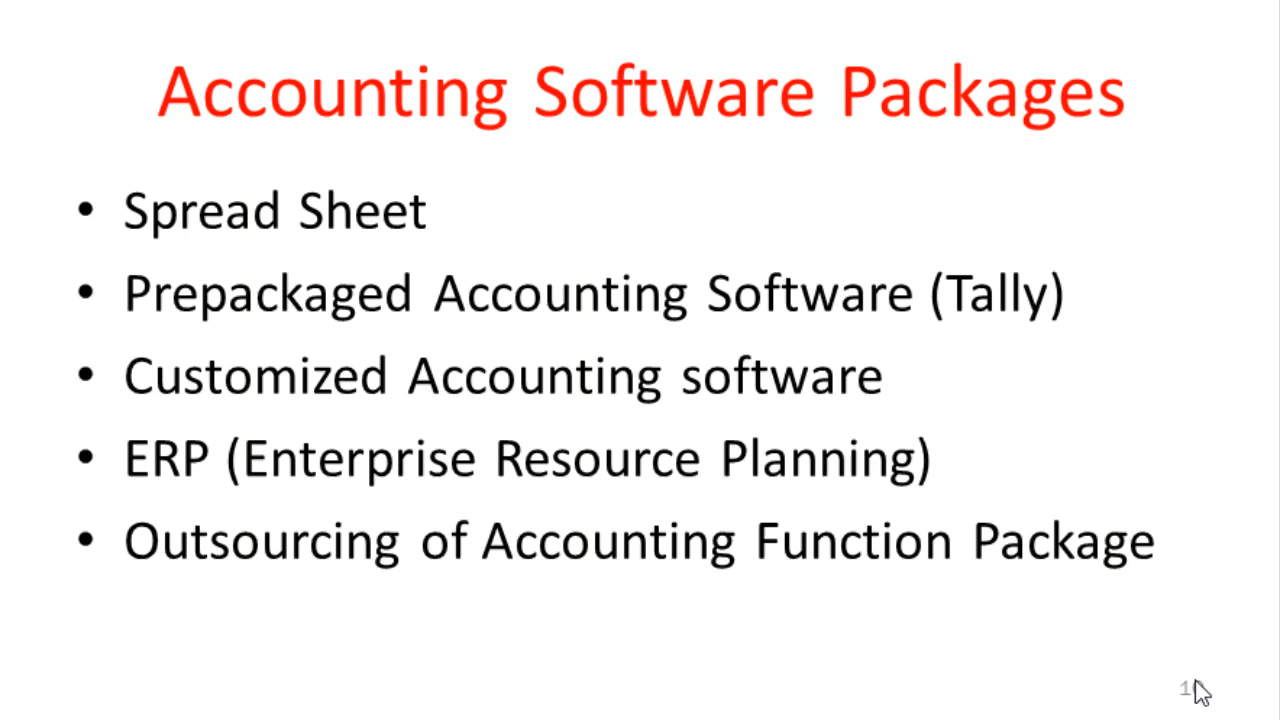 Accounting Software Packages
• Spread Sheet
• Prepackaged Accounting Software (Tally)
• Customized Accounting software
• ERP (Enterprise Resource Planning)
• Outsourcing of Accounting Function Package